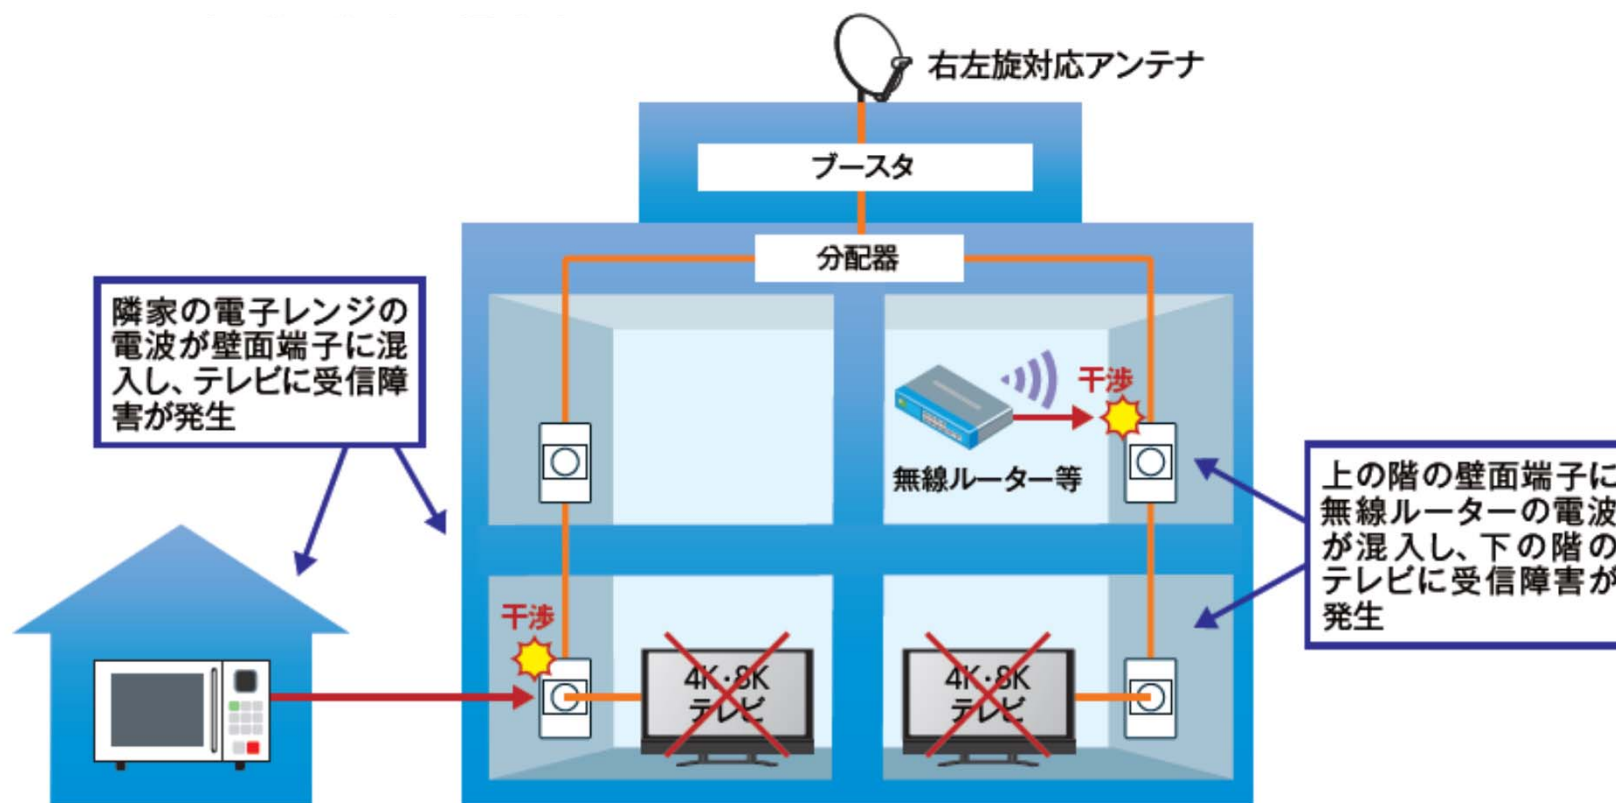 右左旋対応アンテナ
ブースタ
分配器
隣家の電子レンジの
電波が壁面端子に混
入し、テレビに受信障
害が発生
干渉
無線ルーター等
上の階の壁面端子に
無線ルーターの電波
が混入し、下の階の
テレビに受信障害が
発生
干渉
4K・8K
テレビ
4K・8K
テレビ